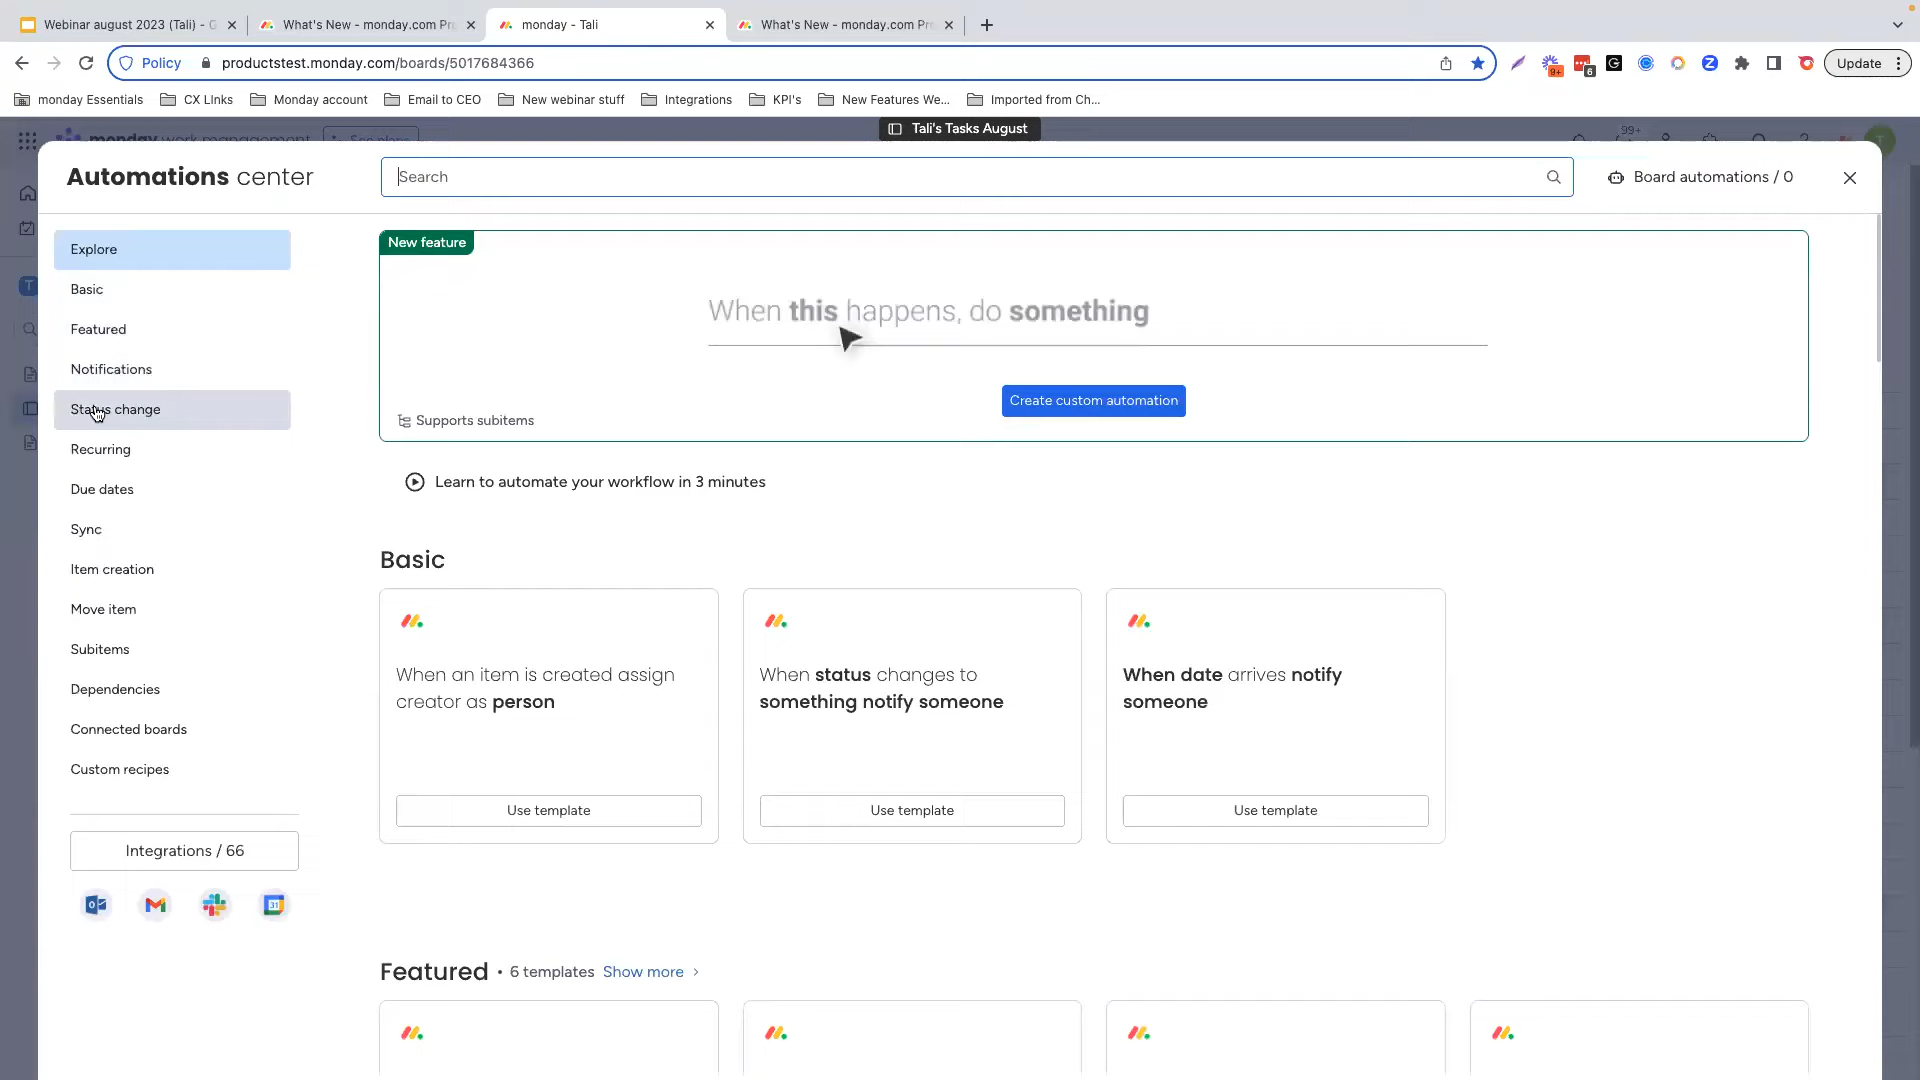 Webinar august 2023 (Tali) - G
What's New - monday.com Pro
monday - Tali
What's New - monday.com Pro
Policy
productstest.monday.com/boards/5017684366
9+
6
Update
monday Essentials
CX LInks
Monday account
Email to CEO
New webinar stuff
Integrations
KPI's
New Features We...
Imported from Ch...
monday work management
See plans
Tali's Tasks August
99+
T
Automations center
Search
Board automations / 0
Explore
Basic
Featured
Notifications
Status change
Recurring
Due dates
Sync
Item creation
Move item
Subitems
Dependencies
Connected boards
Custom recipes
Integrations / 66
31
New feature
When this happens, do something
Create custom automation
Supports subitems
Learn to automate your workflow in 3 minutes
Basic
When an item is created assign
creator as person
Use template
When status changes to
something notify someone
Use template
When date arrives notify
someone
Use template
Featured • 6 templates Show more >